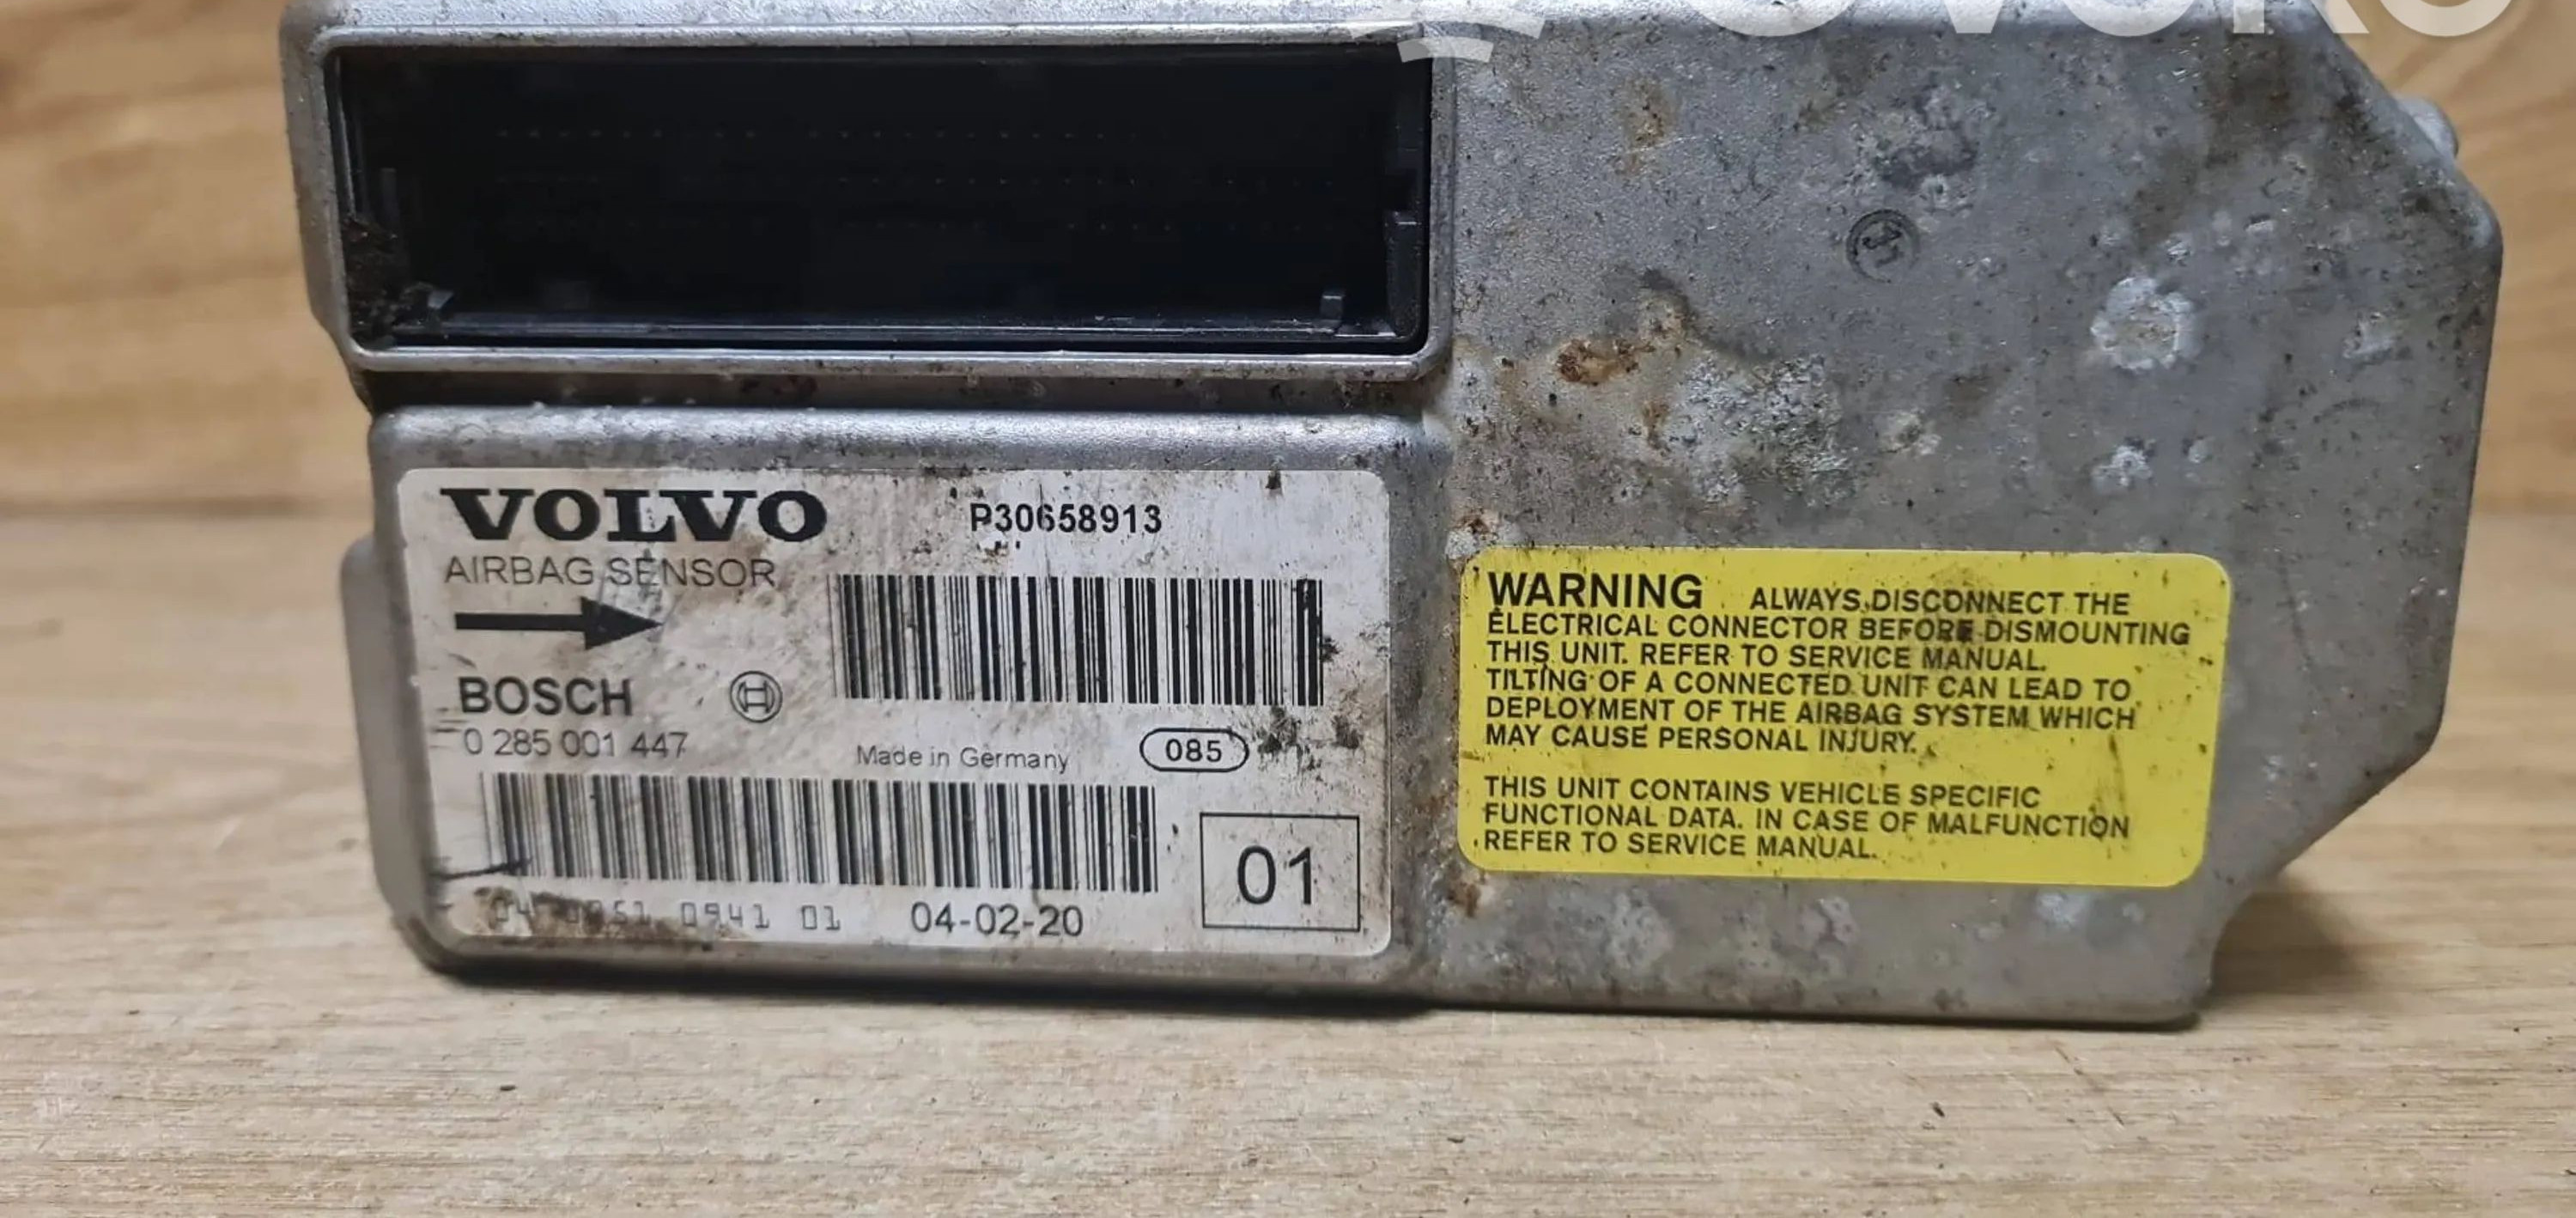 VOLVO
P30658913
AIRBAG SENSOR
BOSCH
0 285 001 447
Made in Germany
085
01
0941 01
04-02-20
WARNING ALWAYS DISCONNECT THE
ELECTRICAL CONNECTOR BEFORE DISMOUNTING
THIS UNIT. REFER TO SERVICE MANUAL.
TILTING OF A CONNECTED UNIT CAN LEAD TO
DEPLOYMENT OF THE AIRBAG SYSTEM WHICH
MAY CAUSE PERSONAL INJURY.
THIS UNIT CONTAINS VEHICLE SPECIFIC
FUNCTIONAL DATA. IN CASE OF MALFUNCTION
REFER TO SERVICE MANUAL.